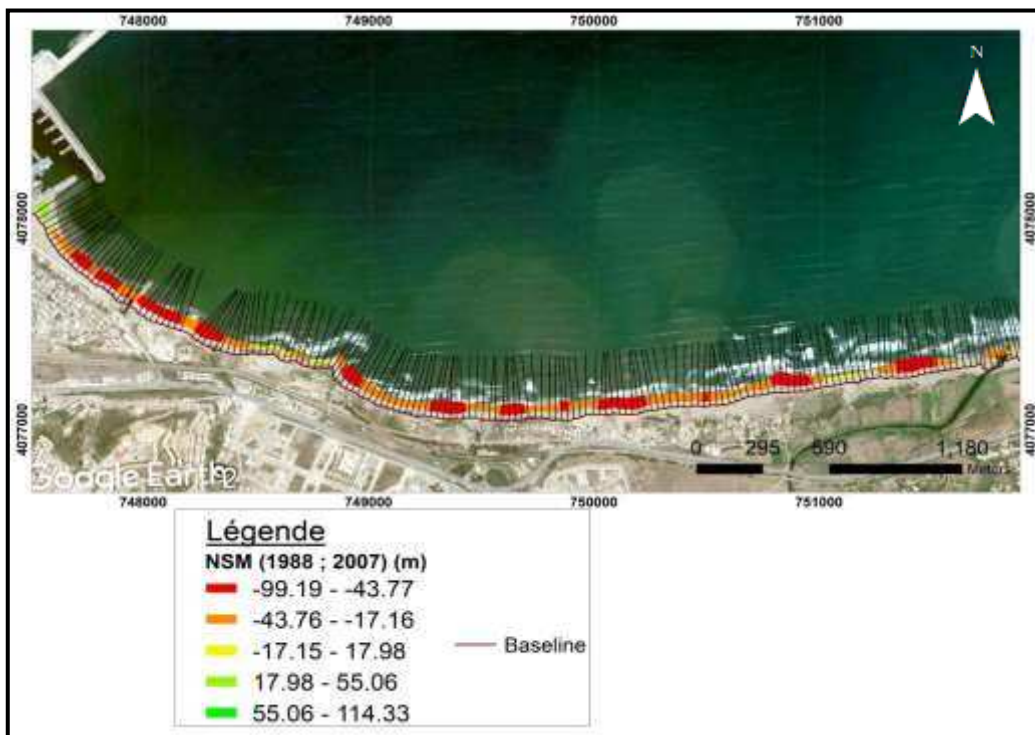 748000 749000 750000 751000
N
4078000 4078000
4077000 4077000
0 295 590 1,180
Meters
Google Earth
748000 749000 750000 751000
Légende
NSM (1988 ; 2007) (m)
-99.19 - -43.77
-43.76 - -17.16
-17.15 - 17.98
17.98 - 55.06
55.06 - 114.33
Baseline